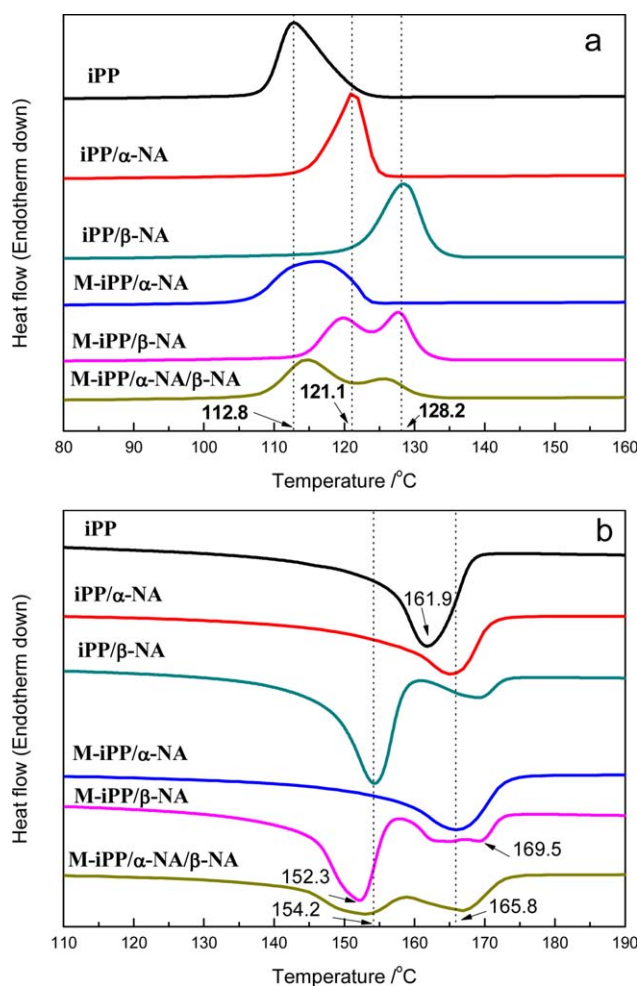 a
iPP
iPP/α-NA
iPP/β-NA
M-iPP/α-NA
M-iPP/β-NA
M-iPP/α-NA/β-NA
112.8
121.1
128.2
Heat flow (Endotherm down)
80 90 100 110 120 130 140 150 160
Temperature /°C
b
iPP
161.9
iPP/α-NA
iPP/β-NA
M-iPP/α-NA
M-iPP/β-NA
169.5
M-iPP/α-NA/β-NA
152.3
154.2
165.8
Heat flow (Endotherm down)
110 120 130 140 150 160 170 180 190
Temperature /°C